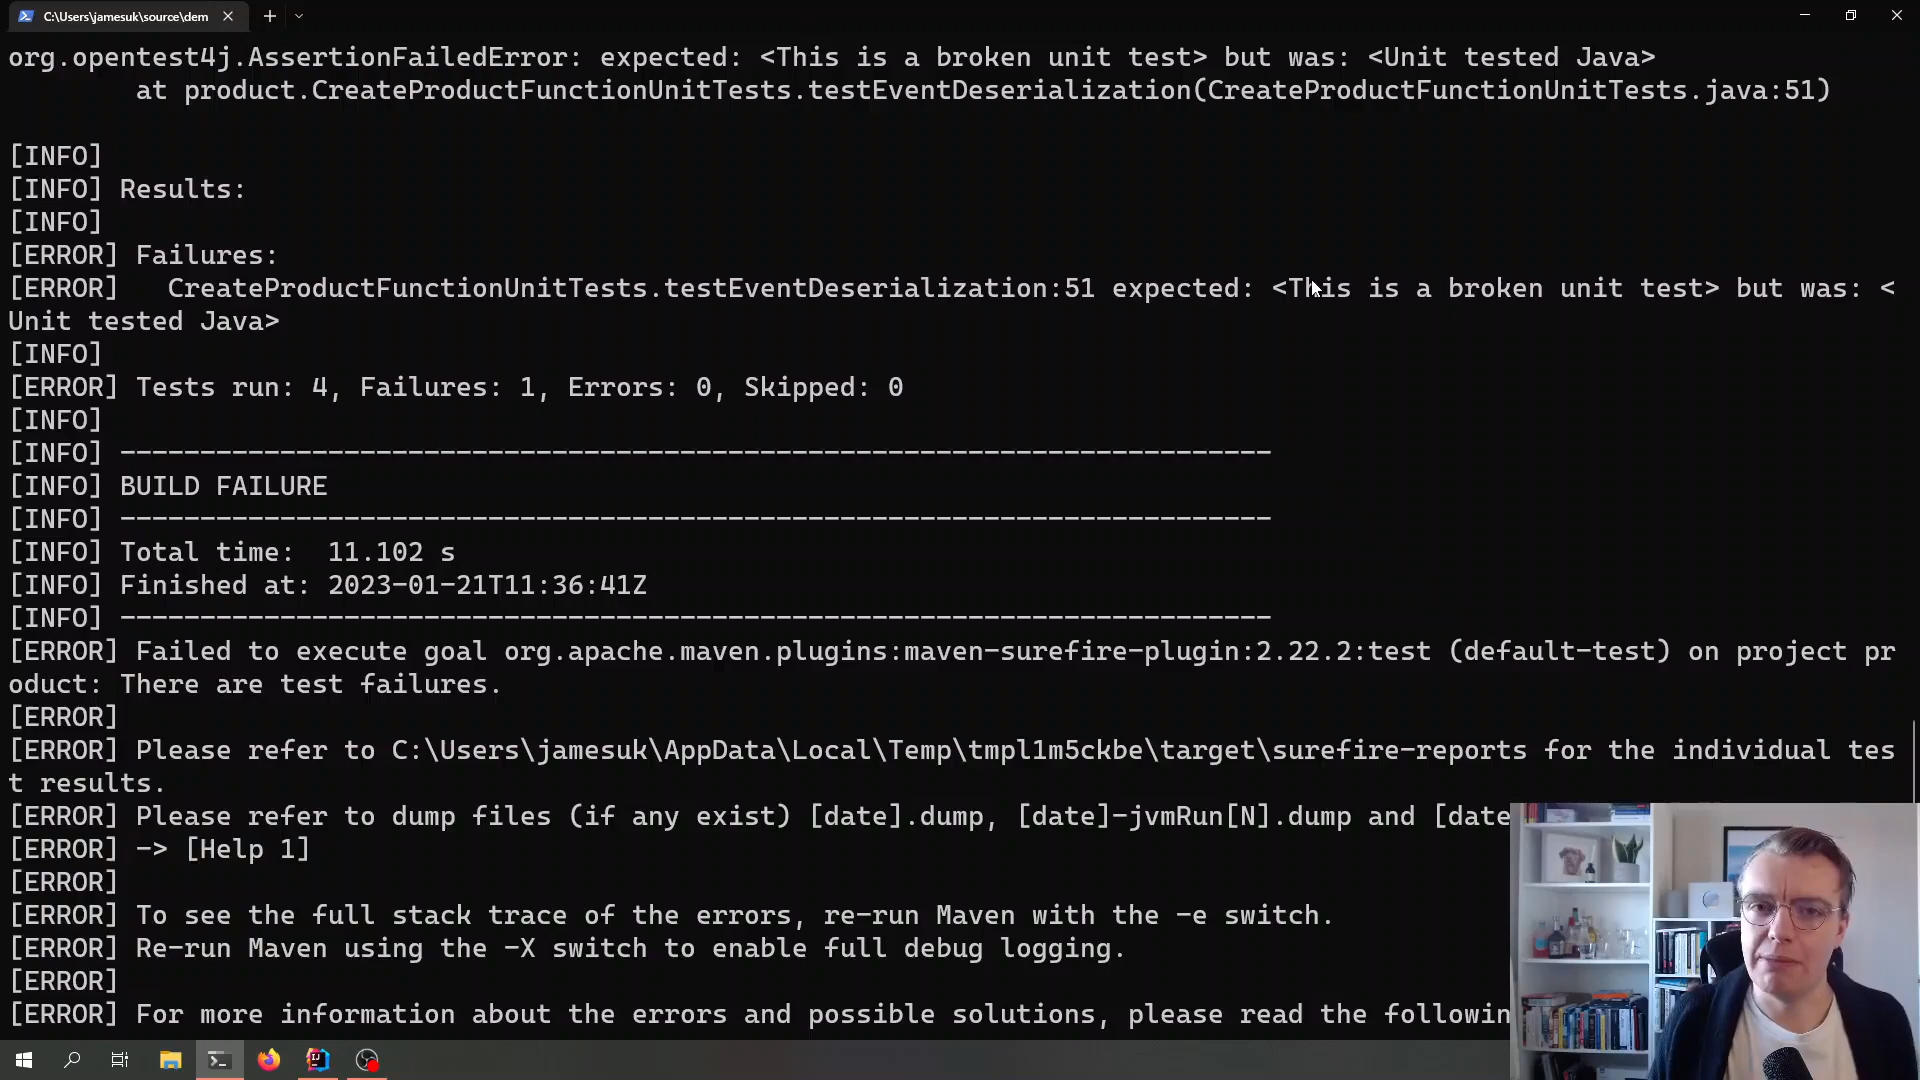 C:\Users\jamesuk\source\dem
org.opentest4j.AssertionFailedError: expected: <This is a broken unit test> but was: <Unit tested Java>
at product.CreateProductFunctionUnitTests.testEventDeserialization(CreateProductFunctionUnitTests.java:51)
[INFO]
[INFO] Results:
[INFO]
[ERROR] Failures:
[ERROR]   CreateProductFunctionUnitTests.testEventDeserialization:51 expected: <This is a broken unit test> but was: <
Unit tested Java>
[INFO]
[ERROR] Tests run: 4, Failures: 1, Errors: 0, Skipped: 0
[INFO]
[INFO] ------------------------------------------------------------------------
[INFO] BUILD FAILURE
[INFO] ------------------------------------------------------------------------
[INFO] Total time:  11.102 s
[INFO] Finished at: 2023-01-21T11:36:41Z
[INFO] ------------------------------------------------------------------------
[ERROR] Failed to execute goal org.apache.maven.plugins:maven-surefire-plugin:2.22.2:test (default-test) on project pr
oduct: There are test failures.
[ERROR]
[ERROR] Please refer to C:\Users\jamesuk\AppData\Local\Temp\tmpl1m5ckbe\target\surefire-reports for the individual tes
t results.
[ERROR] Please refer to dump files (if any exist) [date].dump, [date]-jvmRun[N].dump and [date
[ERROR] -> [Help 1]
[ERROR]
[ERROR] To see the full stack trace of the errors, re-run Maven with the -e switch.
[ERROR] Re-run Maven using the -X switch to enable full debug logging.
[ERROR]
[ERROR] For more information about the errors and possible solutions, please read the followin